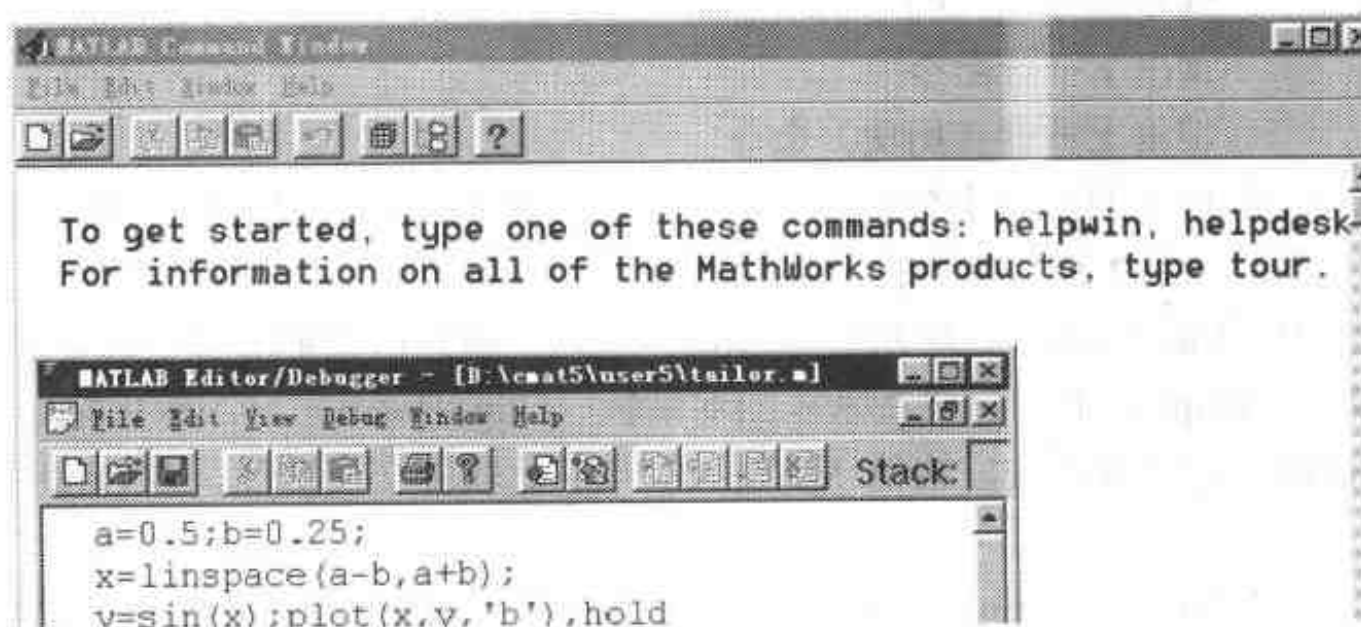 MATLAB Command Window
File Edit Window Help
To get started, type one of these commands: helpwin, helpdesk
For information on all of the MathWorks products, type tour.
MATLAB Editor/Debugger - [D:\cmat5\user5\tailor.m]
File Edit View Debug Window Help
Stack:
a=0.5;b=0.25;
x=linspace(a-b,a+b);
y=sin(x);plot(x,y,'b'),hold